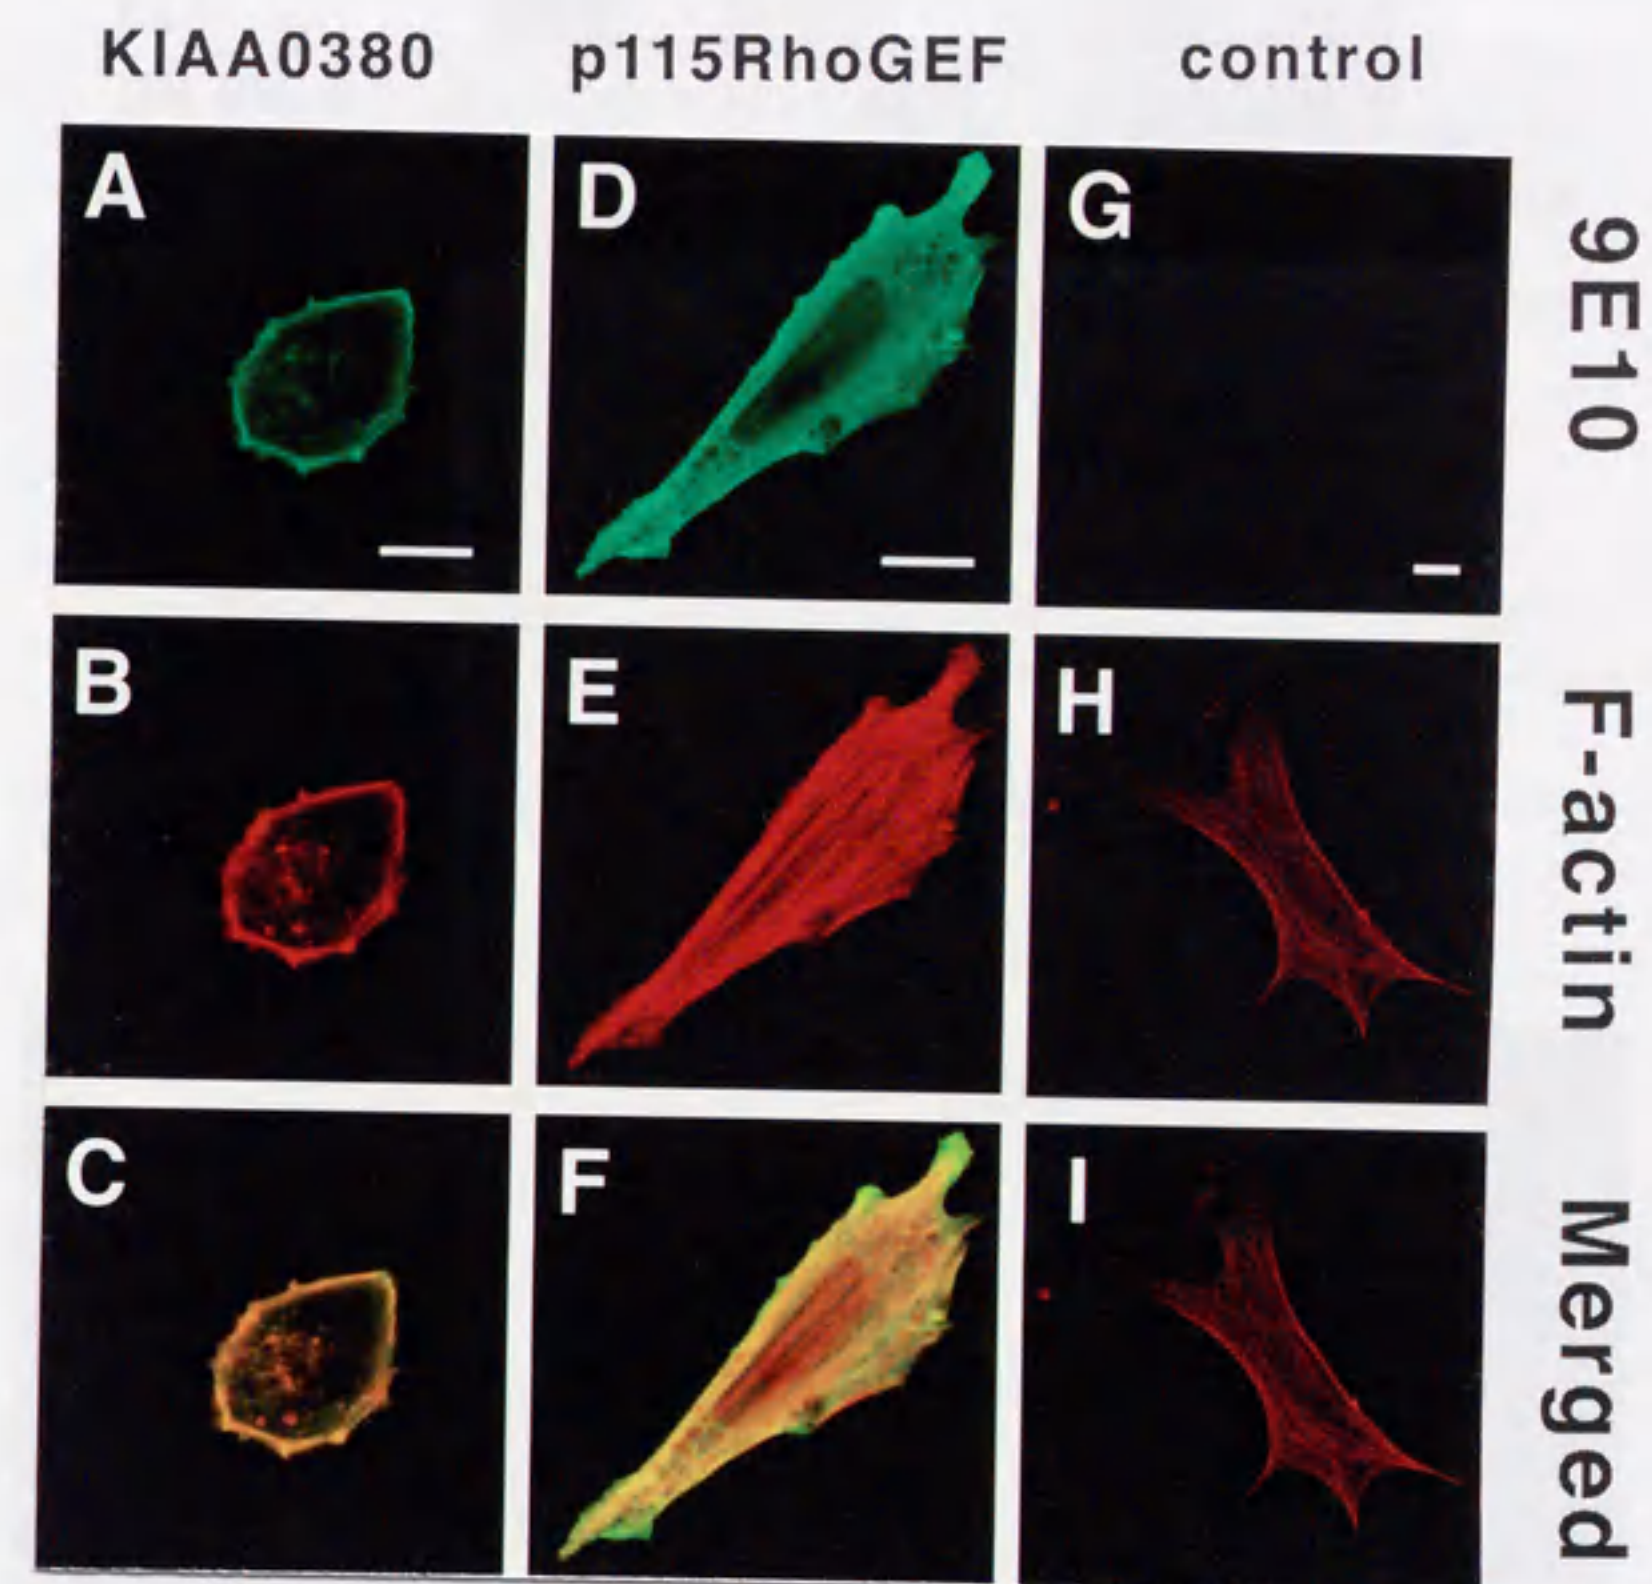 KIAA0380 p115RhoGEF control
A D G 9E10
B E H F-actin
C F I Merged